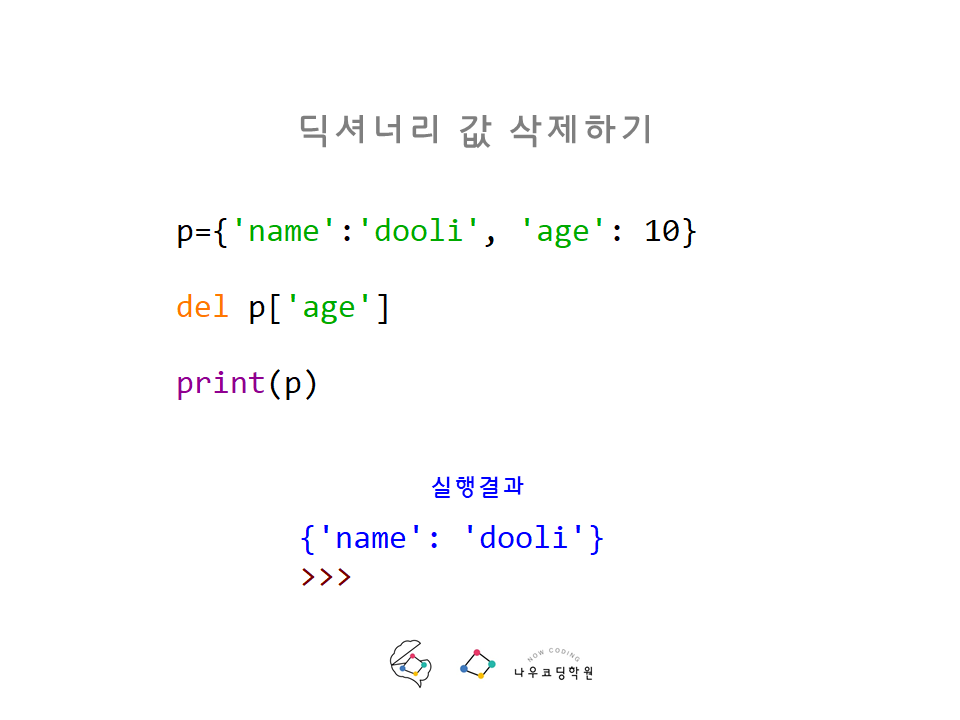 딕셔너리 값 삭제하기
p={'name':'dooli', 'age': 10}
del p['age']
print(p)
실행결과
{'name': 'dooli'}
>>>
NOW CODING
나우코딩학원